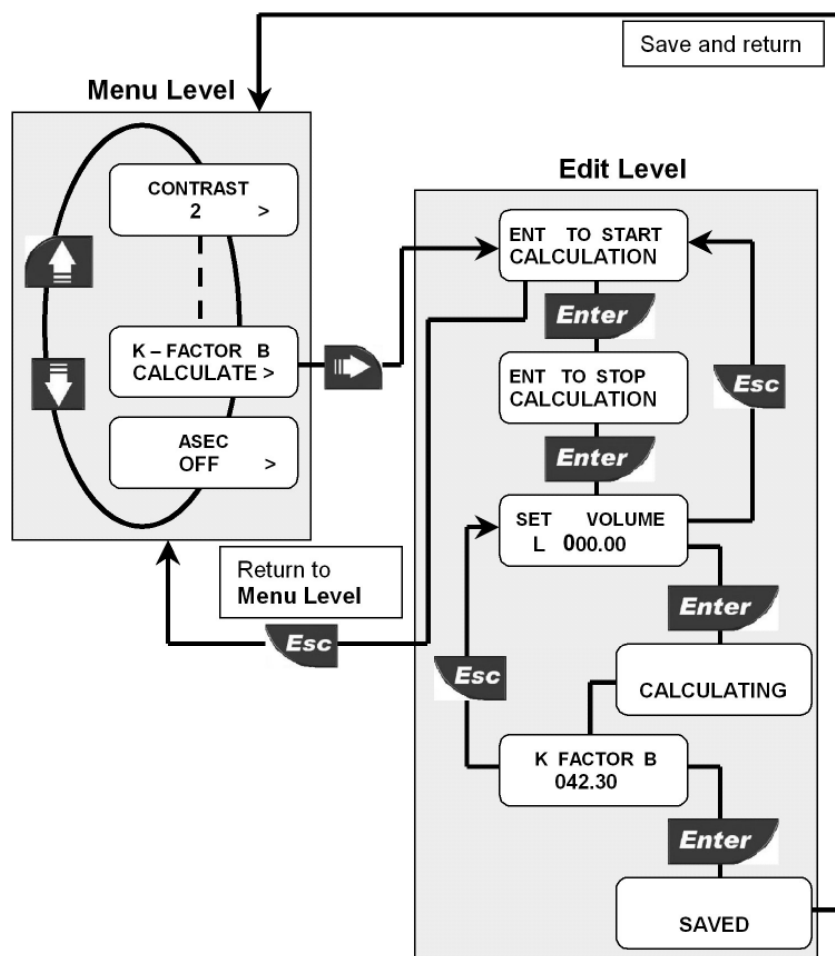 Save and return
Menu Level
CONTRAST
2 >
K – FACTOR B
CALCULATE >
ASEC
OFF >
Return to
Menu Level
Esc
Edit Level
ENT TO START
CALCULATION
Enter
ENT TO STOP
CALCULATION
Esc
Enter
SET VOLUME
L 000.00
Enter
Esc
CALCULATING
K FACTOR B
042.30
Enter
SAVED